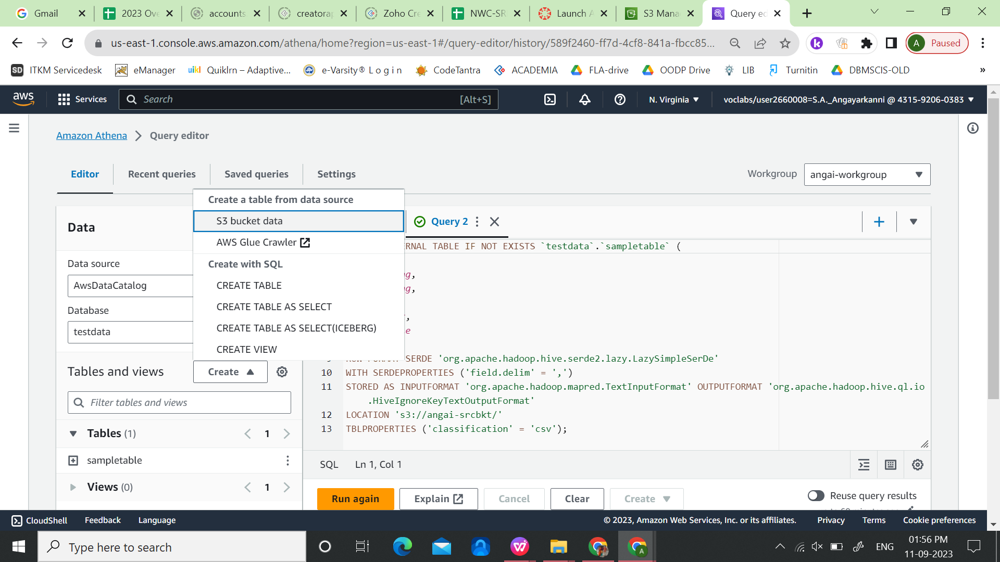 Gmail
2023 Ove
accounts
creatorap
Zoho Cre
NWC-SR
Launch A
S3 Mana
Query ed
us-east-1.console.aws.amazon.com/athena/home?region=us-east-1#/query-editor/history/589f2460-ff7d-4cf8-841a-fbcc85...
k
A Paused
SD ITKM Servicedesk
eManager
uikl Quiklrn – Adaptive...
e-Varsity® L o g i n
CodeTantra
ACADEMIA
FLA-drive
OODP Drive
LIB
Turnitin
DBMSCIS-OLD
»
aws
Services
Search
[Alt+S]
N. Virginia
voclabs/user2660008=S.A._Angayarkanni @ 4315-9206-0383
Amazon Athena
Query editor
Editor
Recent queries
Saved queries
Settings
Workgroup
angai-workgroup
Create a table from data source
S3 bucket data
AWS Glue Crawler
Create with SQL
CREATE TABLE
CREATE TABLE AS SELECT
CREATE TABLE AS SELECT(ICEBERG)
CREATE VIEW
Data
Data source
AwsDataCatalog
Database
testdata
Tables and views
Create
Filter tables and views
Tables (1)
1
sampletable
Views (0)
1
Query 2
RNAL TABLE IF NOT EXISTS `testdata`.`sampletable` (
g,
g,
,
e
SERDE 'org.apache.hadoop.hive.serde2.lazy.LazySimpleSerDe'
10 WITH SERDEPROPERTIES ('field.delim' = ',')
11 STORED AS INPUTFORMAT 'org.apache.hadoop.mapred.TextInputFormat' OUTPUTFORMAT 'org.apache.hadoop.hive.ql.io
.HiveIgnoreKeyTextOutputFormat'
12 LOCATION 's3://angai-srcbkt/'
13 TBLPROPERTIES ('classification' = 'csv');
SQL
Ln 1, Col 1
Run again
Explain
Cancel
Clear
Create
Reuse query results
CloudShell
Feedback
Language
© 2023, Amazon Web Services, Inc. or its affiliates.
Privacy
Terms
Cookie preferences
Type here to search
A
ENG
01:56 PM
11-09-2023